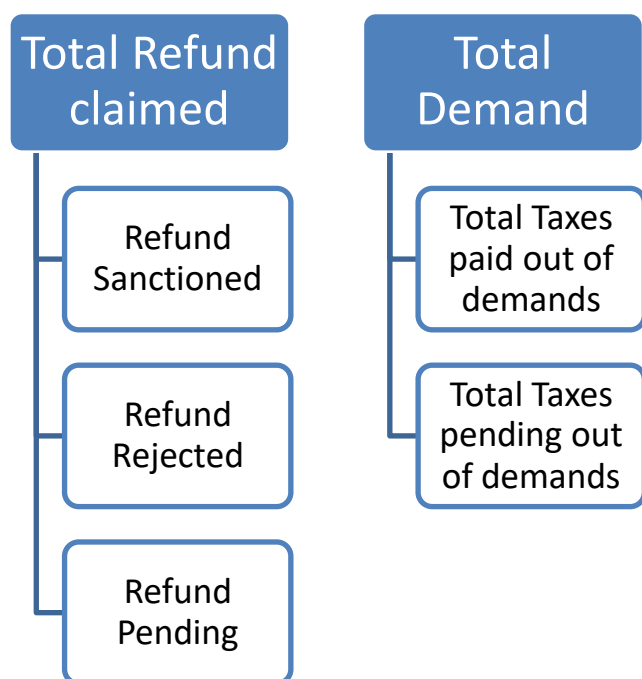 Total Refund
claimed
Refund
Sanctioned
Refund
Rejected
Refund
Pending
Total
Demand
Total Taxes
paid out of
demands
Total Taxes
pending out
of demands